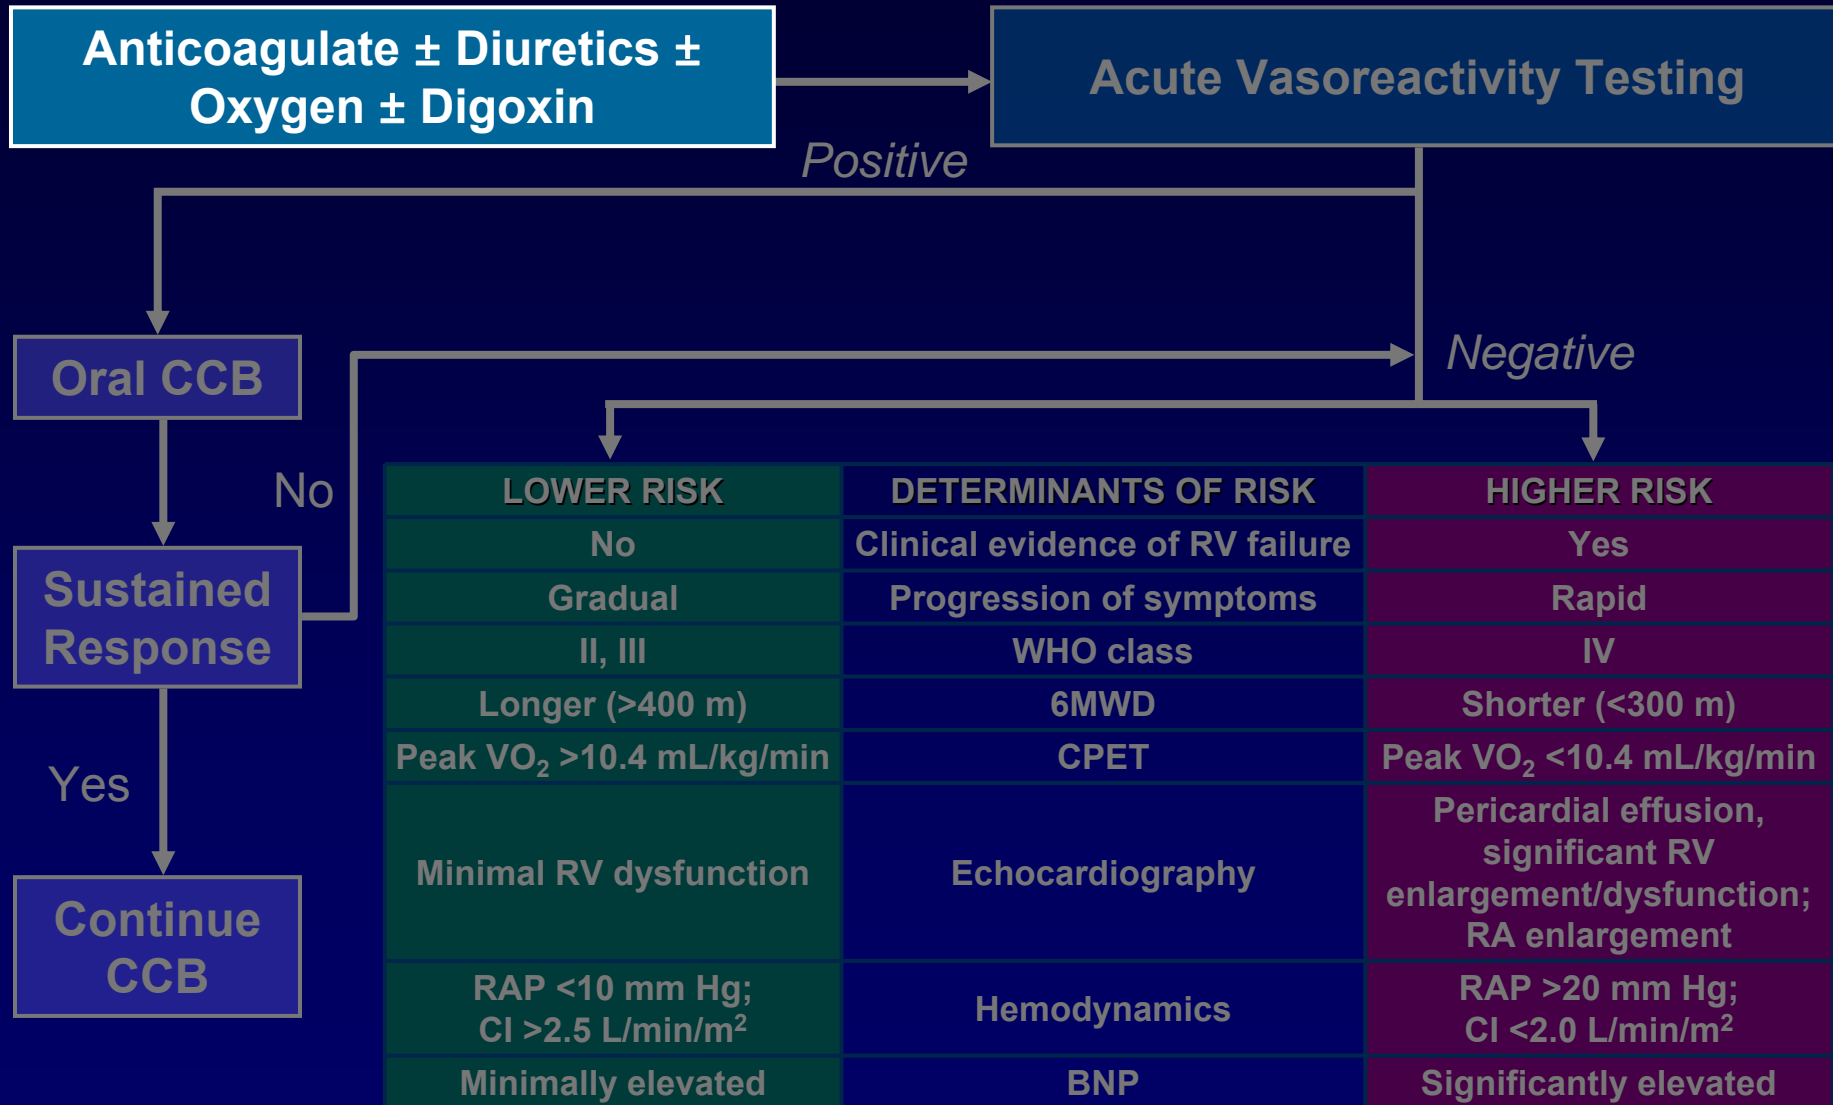 Anticoagulate ± Diuretics ±
Oxygen ± Digoxin
Acute Vasoreactivity Testing
Positive
Oral CCB
Negative
No
Sustained
Response
Yes
Continue
CCB
LOWER RISK DETERMINANTS OF RISK HIGHER RISK
No Clinical evidence of RV failure Yes
Gradual Progression of symptoms Rapid
II, III WHO class IV
Longer (>400 m) 6MWD Shorter (<300 m)
Peak VO₂ >10.4 mL/kg/min CPET Peak VO₂ <10.4 mL/kg/min
Minimal RV dysfunction Echocardiography
Pericardial effusion,
significant RV
enlargement/dysfunction;
RA enlargement
RAP <10 mm Hg;
CI >2.5 L/min/m²
Hemodynamics
RAP >20 mm Hg;
CI <2.0 L/min/m²
Minimally elevated BNP Significantly elevated